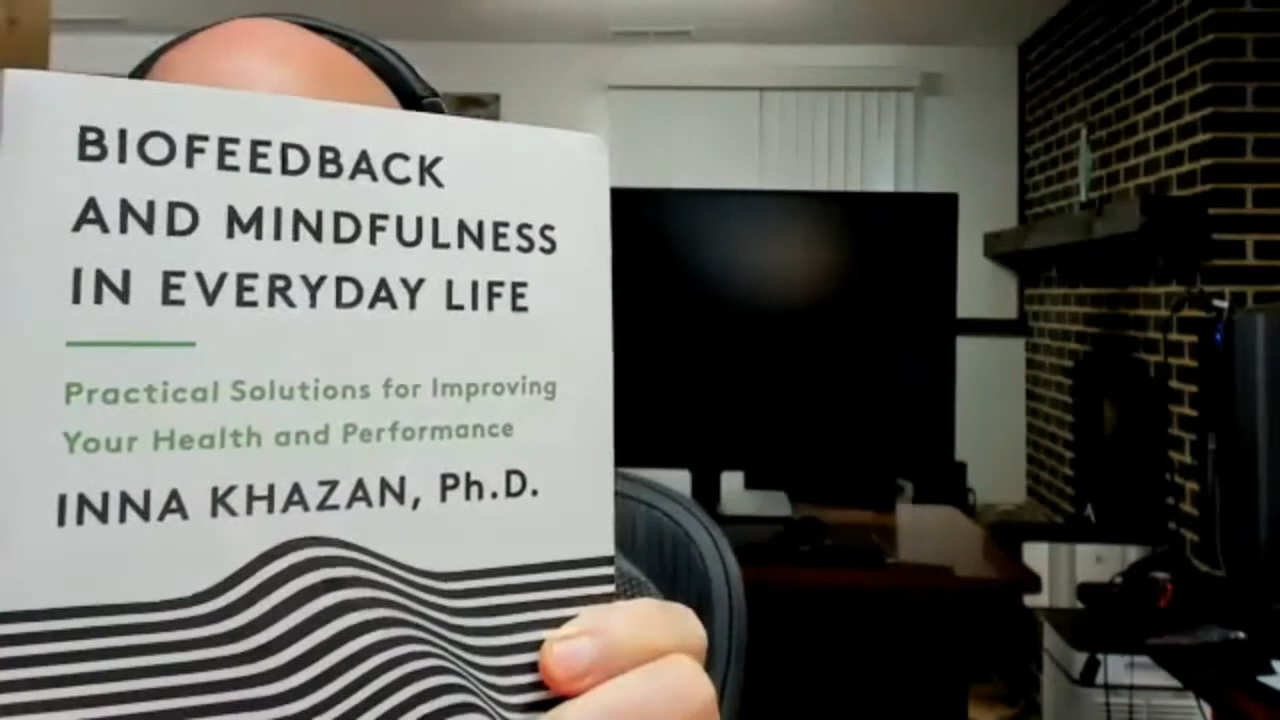 BIOFEEDBACK
AND MINDFULNESS
IN EVERYDAY LIFE
Practical Solutions for Improving
Your Health and Performance
INNA KHAZAN, Ph.D.